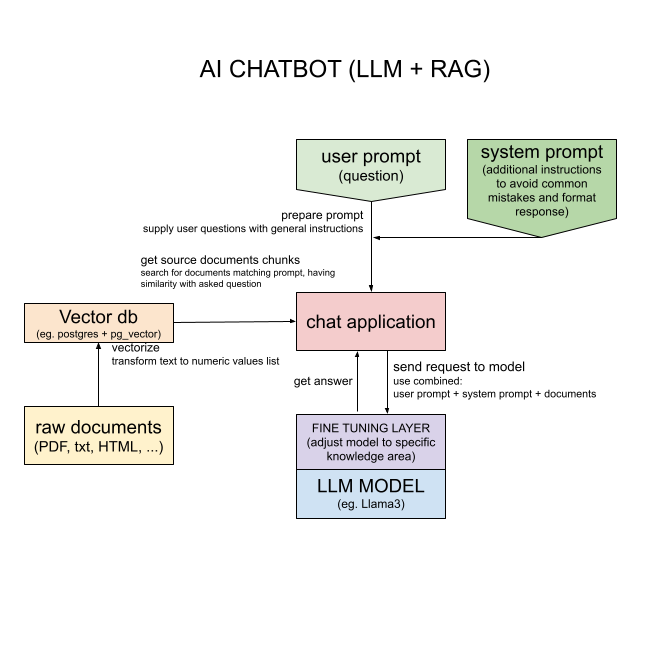 AI CHATBOT (LLM + RAG)
user prompt
(question)
system prompt
(additional instructions
to avoid common
mistakes and format
response)
prepare prompt
supply user questions with general instructions
get source documents chunks
search for documents matching prompt, having
similarity with asked question
Vector db
(eg. postgres + pg_vector)
chat application
vectorize
transform text to numeric values list
get answer
send request to model
use combined:
user prompt + system prompt + documents
raw documents
(PDF, txt, HTML, ...)
FINE TUNING LAYER
(adjust model to specific
knowledge area)
LLM MODEL
(eg. Llama3)